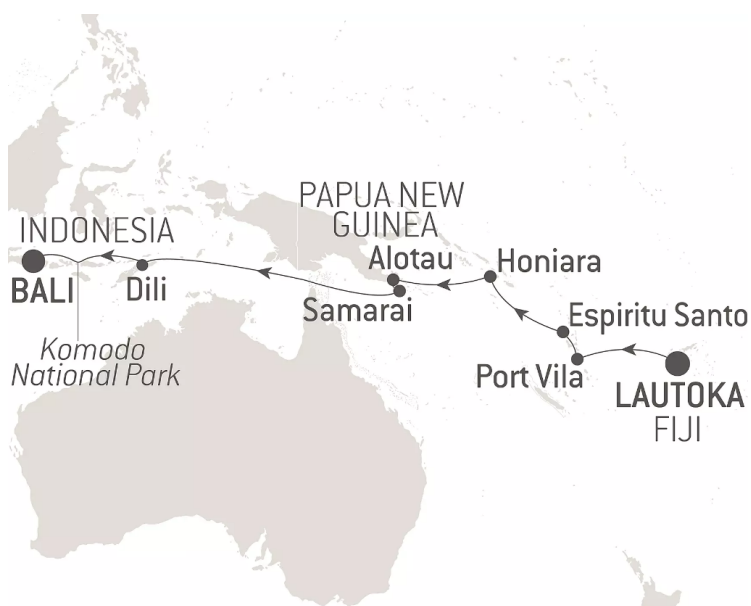 PAPUA NEW
GUINEA
INDONESIA
Alotau
Honiara
BALI
Dili
Samarai
Espiritu Santo
Komodo
National Park
Port Vila
LAUTOKA
FIJI